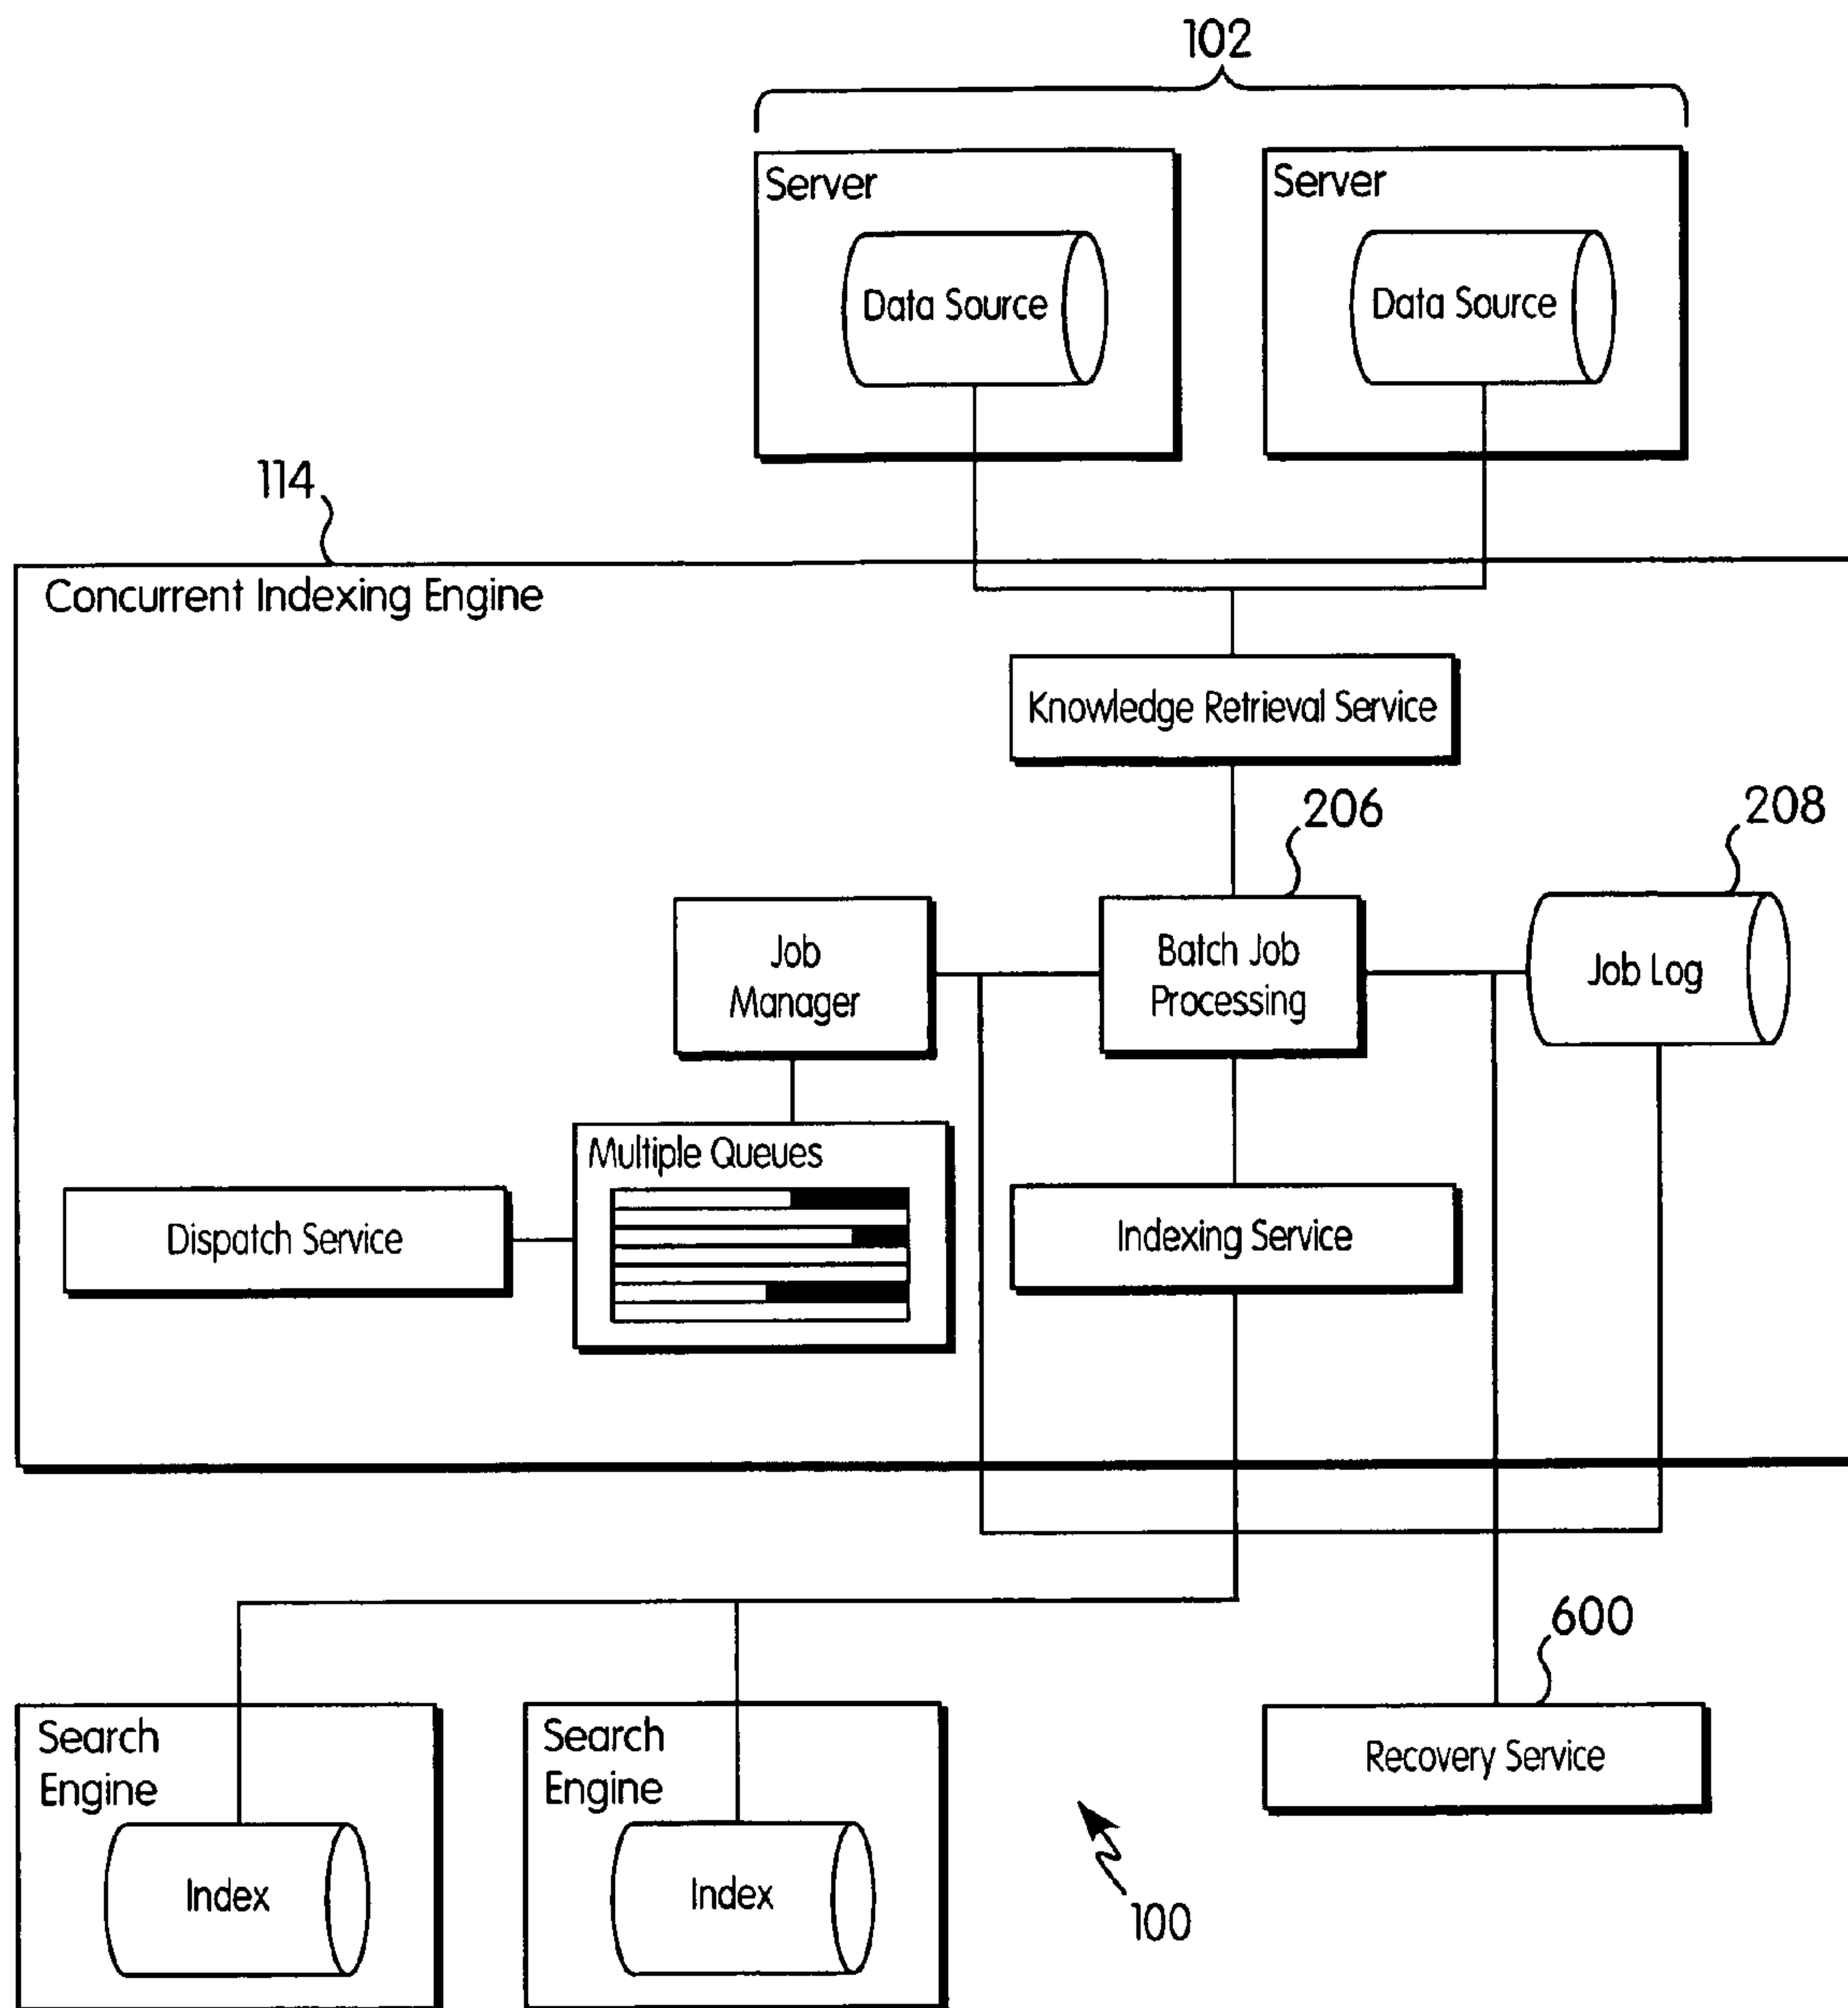 102
Server
Server
Data Source
Data Source
114
Concurrent Indexing Engine
Knowledge Retrieval Service
206
208
Job
Manager
Batch Job
Processing
Job Log
Multiple Queues
Dispatch Service
Indexing Service
600
Search
Engine
Search
Engine
Recovery Service
Index
Index
100